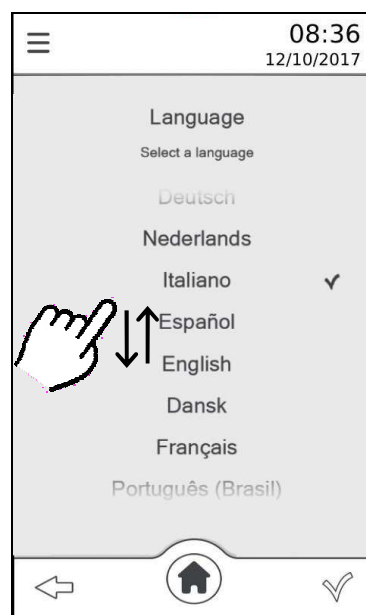 08:36
12/10/2017
Language
Select a language
Deutsch
Nederlands
Italiano
Español
English
Dansk
Français
Português (Brasil)